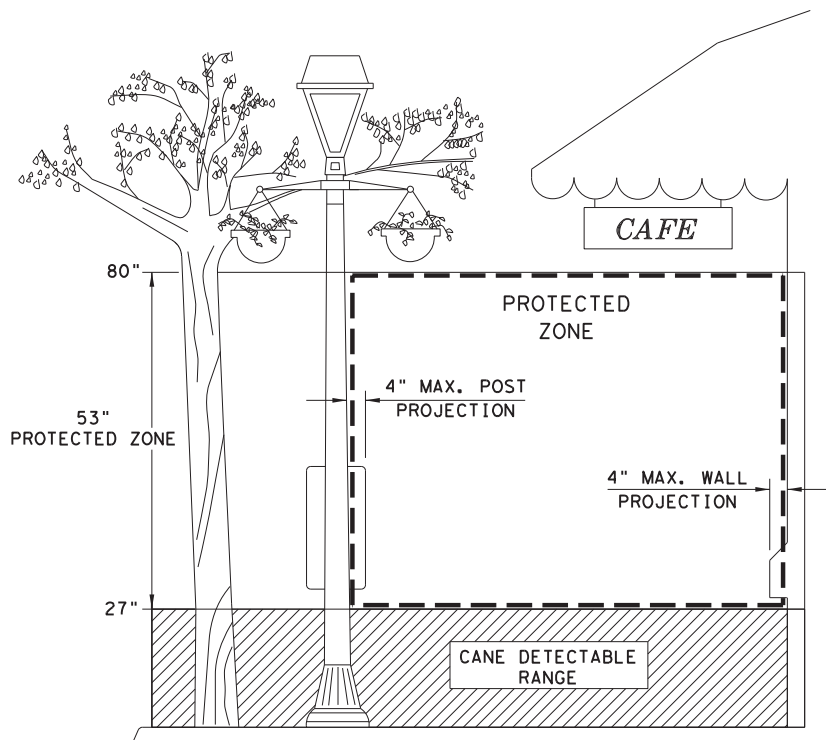 CAFE
80"
PROTECTED
ZONE
4" MAX. POST
PROJECTION
53"
PROTECTED ZONE
4" MAX. WALL
PROJECTION
27"
CANE DETECTABLE
RANGE